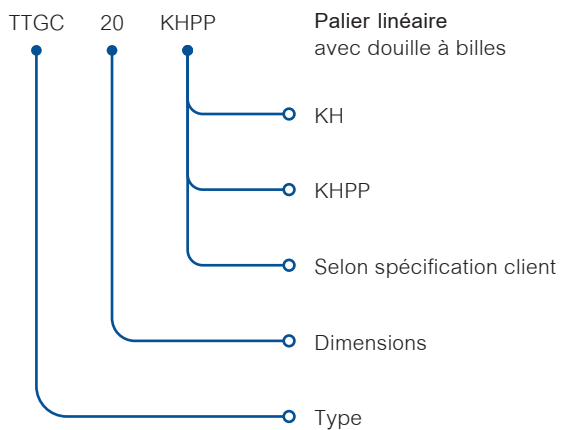 TTGC 20 KHPP
Palier linéaire
avec douille à billes
KH
KHPP
Selon spécification client
Dimensions
Type